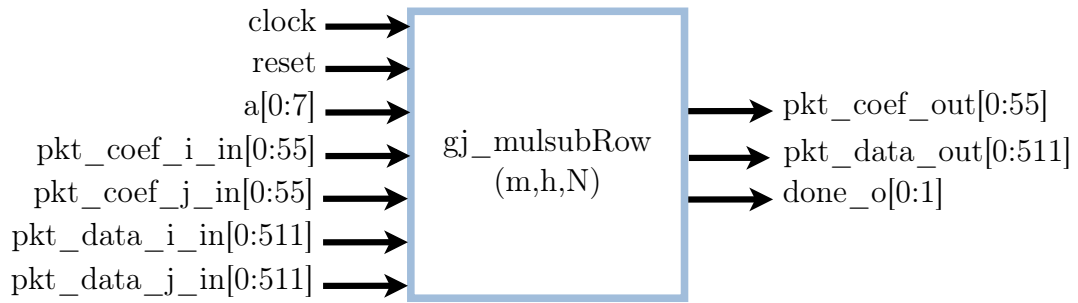 clock
reset
a[0:7]
pkt_coef_i_in[0:55]
pkt_coef_j_in[0:55]
pkt_data_i_in[0:511]
pkt_data_j_in[0:511]
gj_mulsubRow
(m,h,N)
pkt_coef_out[0:55]
pkt_data_out[0:511]
done_o[0:1]